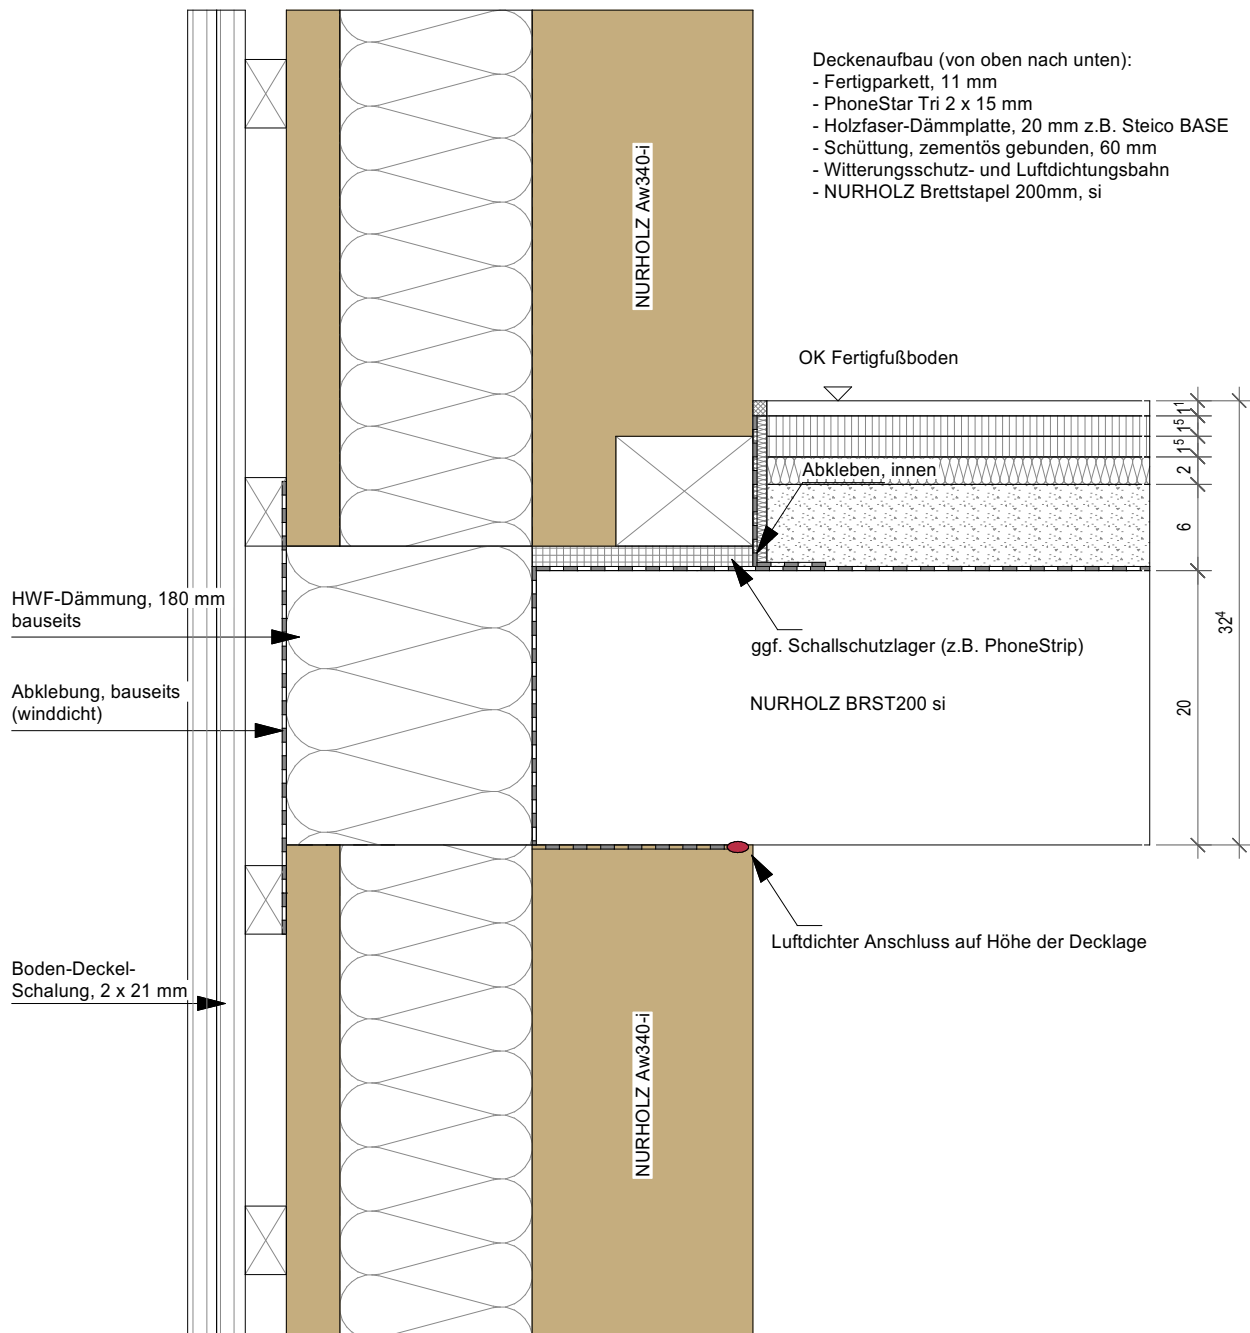 Deckenaufbau (von oben nach unten):
- Fertigparkett, 11 mm
- PhoneStar Tri 2 x 15 mm
- Holzfaser-Dämmplatte, 20 mm z.B. Steico BASE
- Schüttung, zementös gebunden, 60 mm
- Witterungsschutz- und Luftdichtungsbahn
- NURHOLZ Brettstapel 200mm, si
NURHOLZ Aw340-i
OK Fertigfußboden
1¹
1⁵
1⁵
2
6
20
32⁴
Abkleben, innen
HWF-Dämmung, 180 mm
bauseits
ggf. Schallschutzlager (z.B. PhoneStrip)
Abklebung, bauseits
(winddicht)
NURHOLZ BRST200 si
Luftdichter Anschluss auf Höhe der Decklage
Boden-Deckel-
Schalung, 2 x 21 mm
NURHOLZ Aw340-i